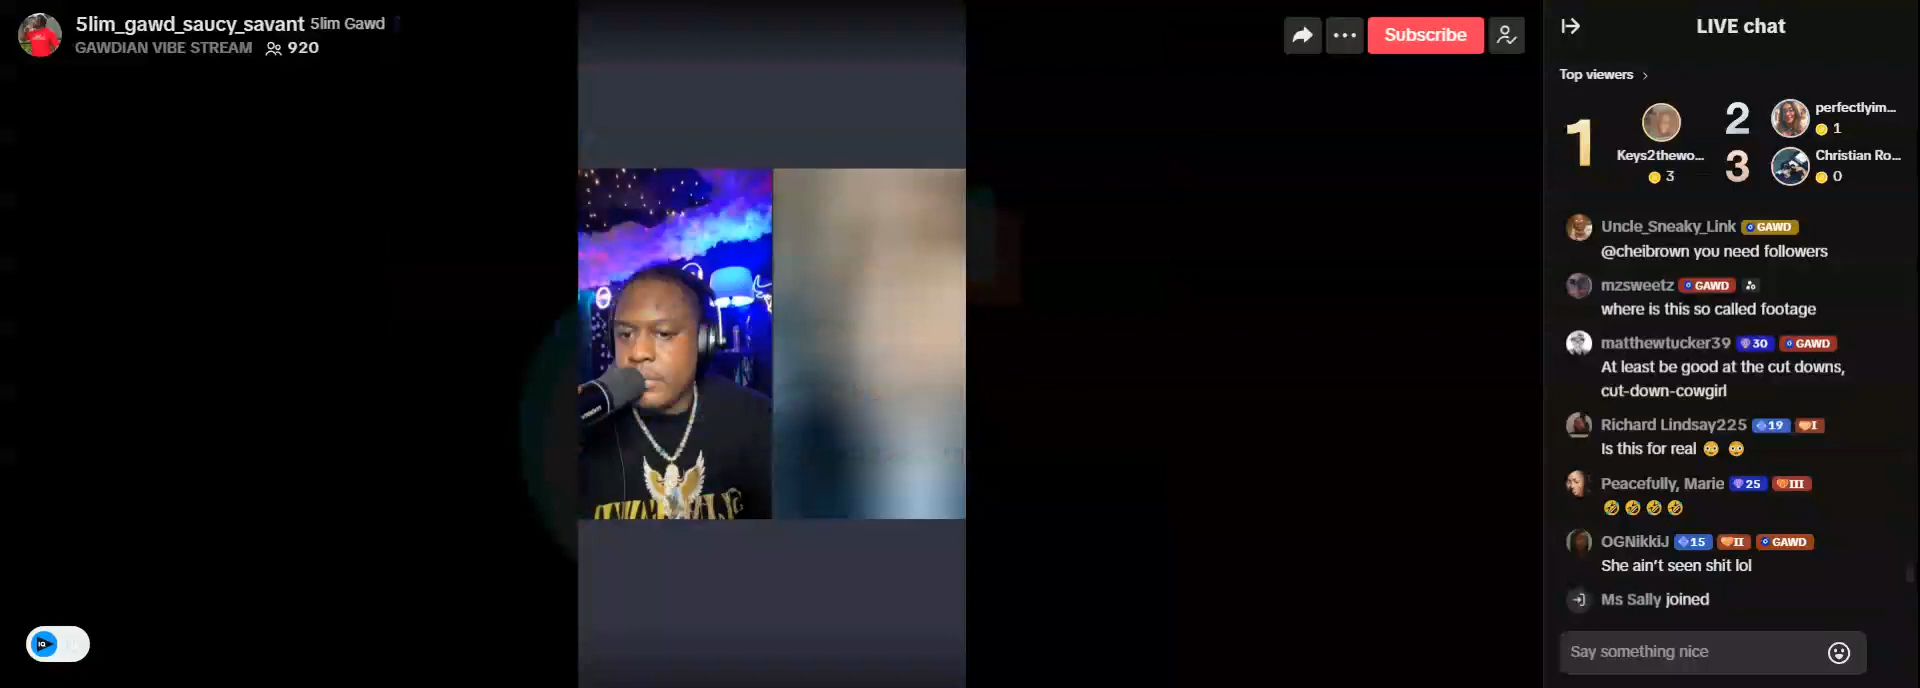 5lim_gawd_saucy_savant 5lim Gawd
GAWDIAN VIBE STREAM 920
Subscribe
LIVE chat
Top viewers
1
Keys2thewo...
3
2
perfectlyim...
1
3
Christian Ro...
0
Uncle_Sneaky_Link GAWD
@cheibrown you need followers
mzsweetz GAWD
where is this so called footage
matthewtucker39 30 GAWD
At least be good at the cut downs,
cut-down-cowgirl
Richard Lindsay225 19 I
Is this for real 😳 😳
Peacefully, Marie 25 III
🤣 🤣 🤣 🤣
OGNikkiJ 15 II GAWD
She ain't seen shit lol
Ms Sally joined
Say something nice